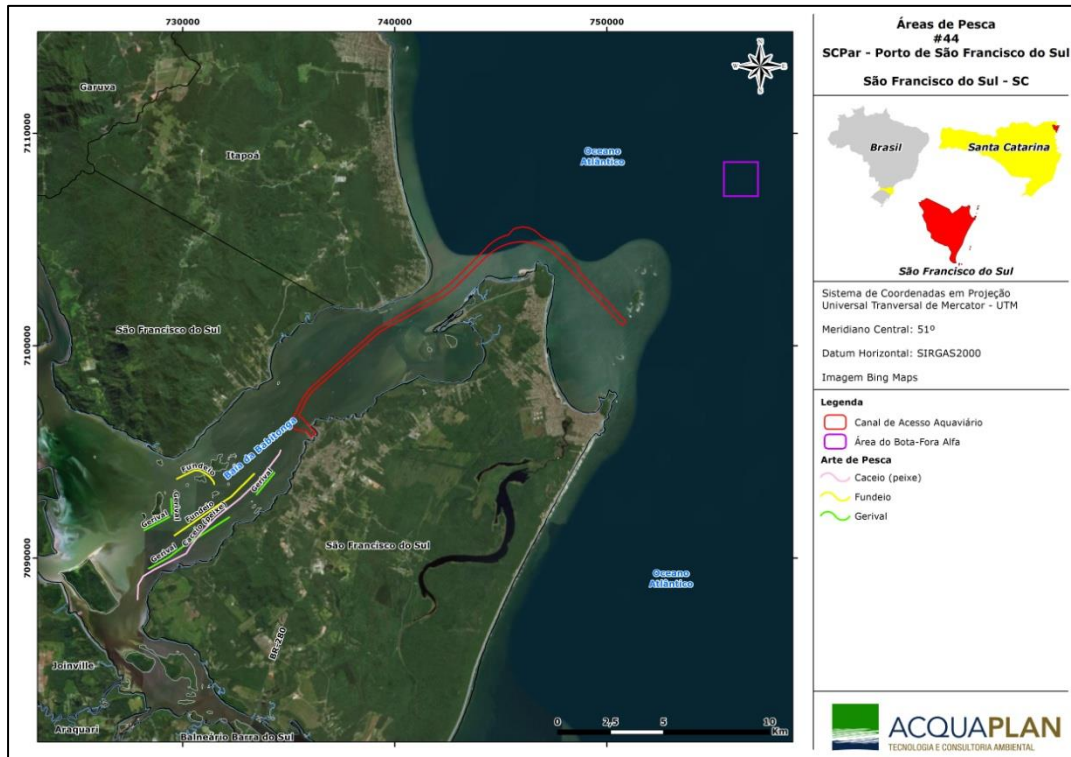 730000
740000
750000
7110000
7100000
7090000
Garuva
Itapoá
Oceano
Atlântico
São Francisco do Sul
Baía da Babitonga
Fundeio
Gerival
Gerival
Fundeio
Caceio (peixe)
Gerival
Gerival
São Francisco do Sul
Oceano
Atlântico
BR-280
Joinville
Araquari
Balneário Barra do Sul
0
2,5
5
10
Km
N
E
S
W
Áreas de Pesca
#44
SCPar - Porto de São Francisco do Sul
São Francisco do Sul - SC
Brasil
Santa Catarina
São Francisco do Sul
Sistema de Coordenadas em Projeção
Universal Tranversal de Mercator - UTM
Meridiano Central: 51º
Datum Horizontal: SIRGAS2000
Imagem Bing Maps
Legenda
Canal de Acesso Aquaviário
Área do Bota-Fora Alfa
Arte de Pesca
Caceio (peixe)
Fundeio
Gerival
ACQUAPLAN
TECNOLOGIA E CONSULTORIA AMBIENTAL